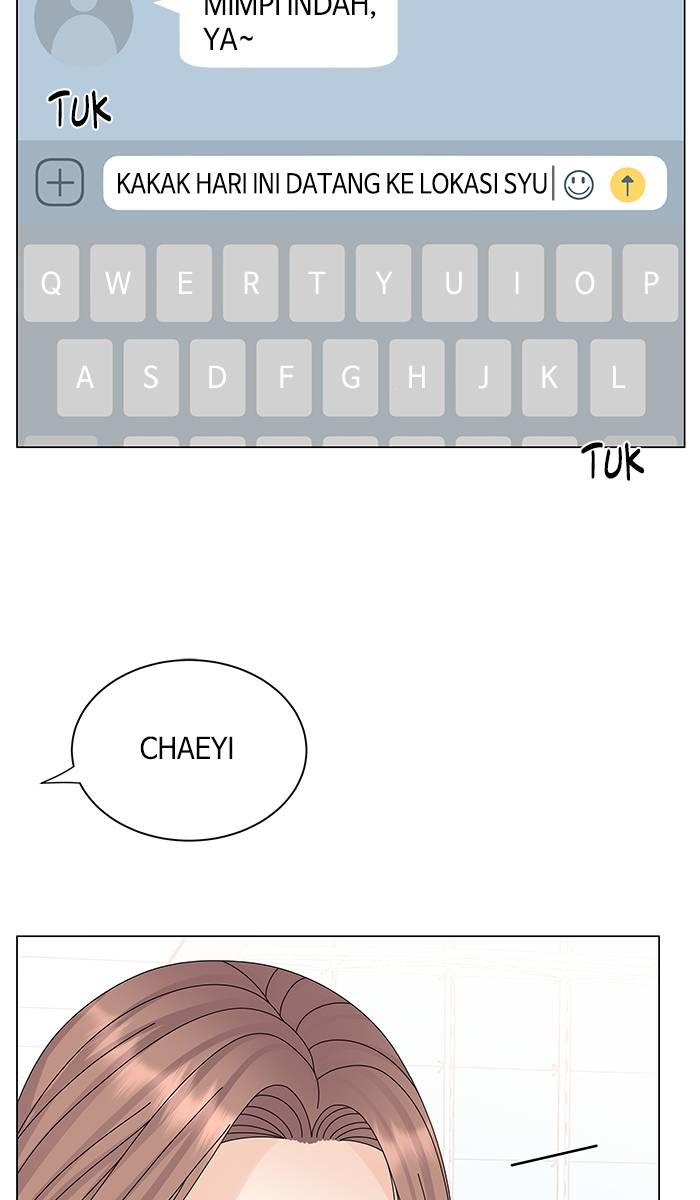 MIMPI INDAH,
YA~
TUK
KAKAK HARI INI DATANG KE LOKASI SYU
Q W E R T Y U I O P
A S D F G H J K L
TUK
CHAEYI